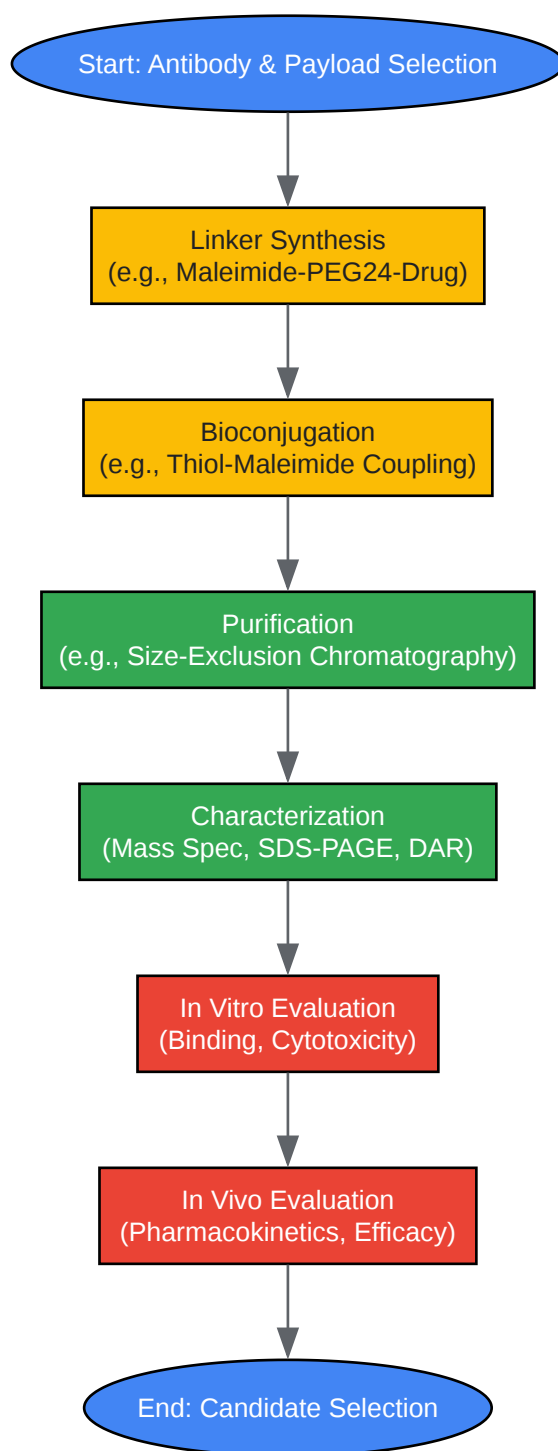 Start: Antibody & Payload Selection
Linker Synthesis
(e.g., Maleimide-PEG24-Drug)
Bioconjugation
(e.g., Thiol-Maleimide Coupling)
Purification
(e.g., Size-Exclusion Chromatography)
Characterization
(Mass Spec, SDS-PAGE, DAR)
In Vitro Evaluation
(Binding, Cytotoxicity)
In Vivo Evaluation
(Pharmacokinetics, Efficacy)
End: Candidate Selection